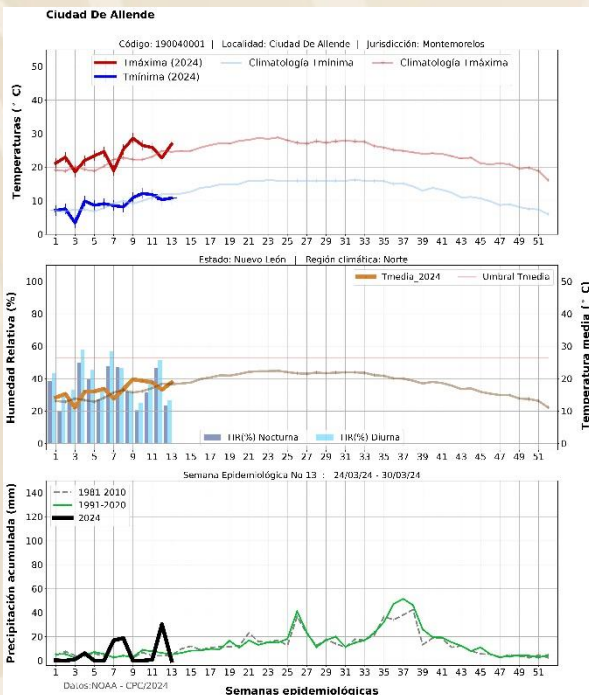 Ciudad De Allende
Código: 190040001 | Localidad: Ciudad De Allende | Jurisdicción: Montemorelos
Tmáxima (2024)
Climatología Tmínima
Climatología Tmáxima
Tmínima (2024)
Temperaturas (° C)
50
40
30
20
10
0
1 3 5 7 9 11 13 15 17 19 21 23 25 27 29 31 33 35 37 39 41 43 45 47 49 51
Estado: Nuevo León | Región climática: Norte
Tmedia_2024
Umbral Tmedia
Humedad Relativa (%)
100
80
60
40
20
0
Temperatura media (° C)
50
40
30
20
10
0
HR(%) Nocturna
HR(%) Diurna
1 3 5 7 9 11 13 15 17 19 21 23 25 27 29 31 33 35 37 39 41 43 45 47 49 51
Semana Epidemiológica No 13 : 24/03/24 - 30/03/24
1981-2010
1991-2020
2024
Precipitación acumulada (mm)
140
120
100
80
60
40
20
0
1 3 5 7 9 11 13 15 17 19 21 23 25 27 29 31 33 35 37 39 41 43 45 47 49 51
Datos:NOAA - CPC/2024
Semanas epidemiológicas